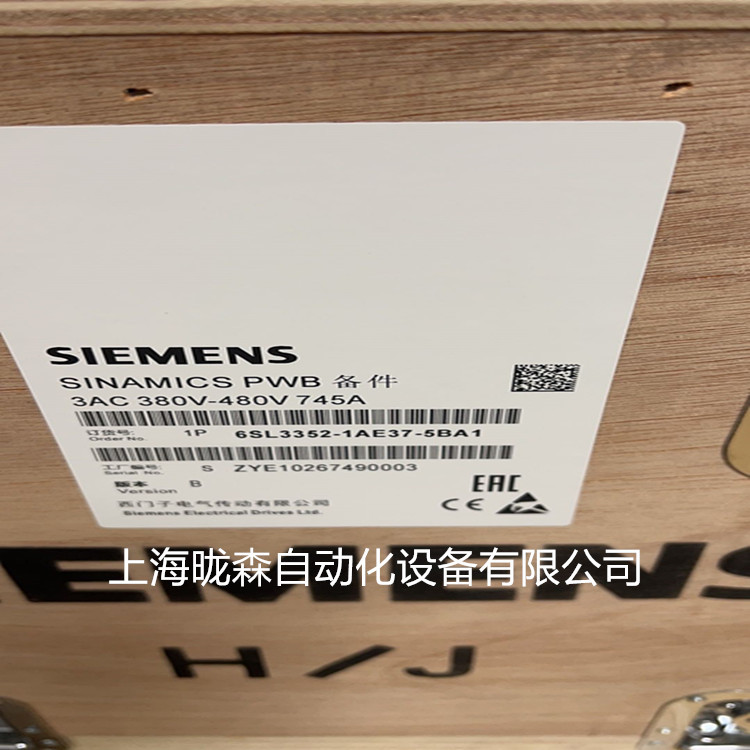 SIEMENS
SINAMICS PWB 备件
3AC 380V-480V 745A
订货号:
Order No.
1P 6SL3352-1AE37-5BA1
工厂编号:
Serial No.
S ZYE10267490003
版本
Version
B
EAC
CE
西门子电气传动有限公司
Siemens Electrical Drives Ltd.
上海眬森自动化设备有限公司
SIEMENS
H/J